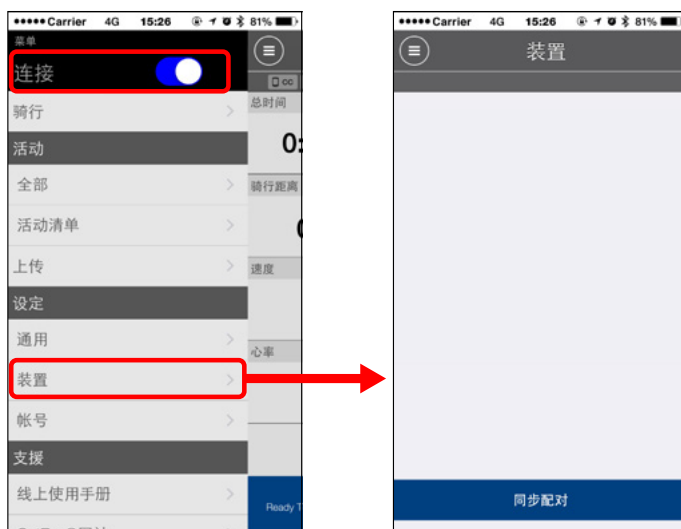 ●●●●● Carrier 4G 15:26 81%
菜单
连接
骑行
活动
全部
活动清单
上传
设定
通用
装置
帐号
支援
线上使用手册
CC
总时间
0:
骑行距离
速度
心率
Ready T
●●●●● Carrier 4G 15:26 81%
装置
同步配对